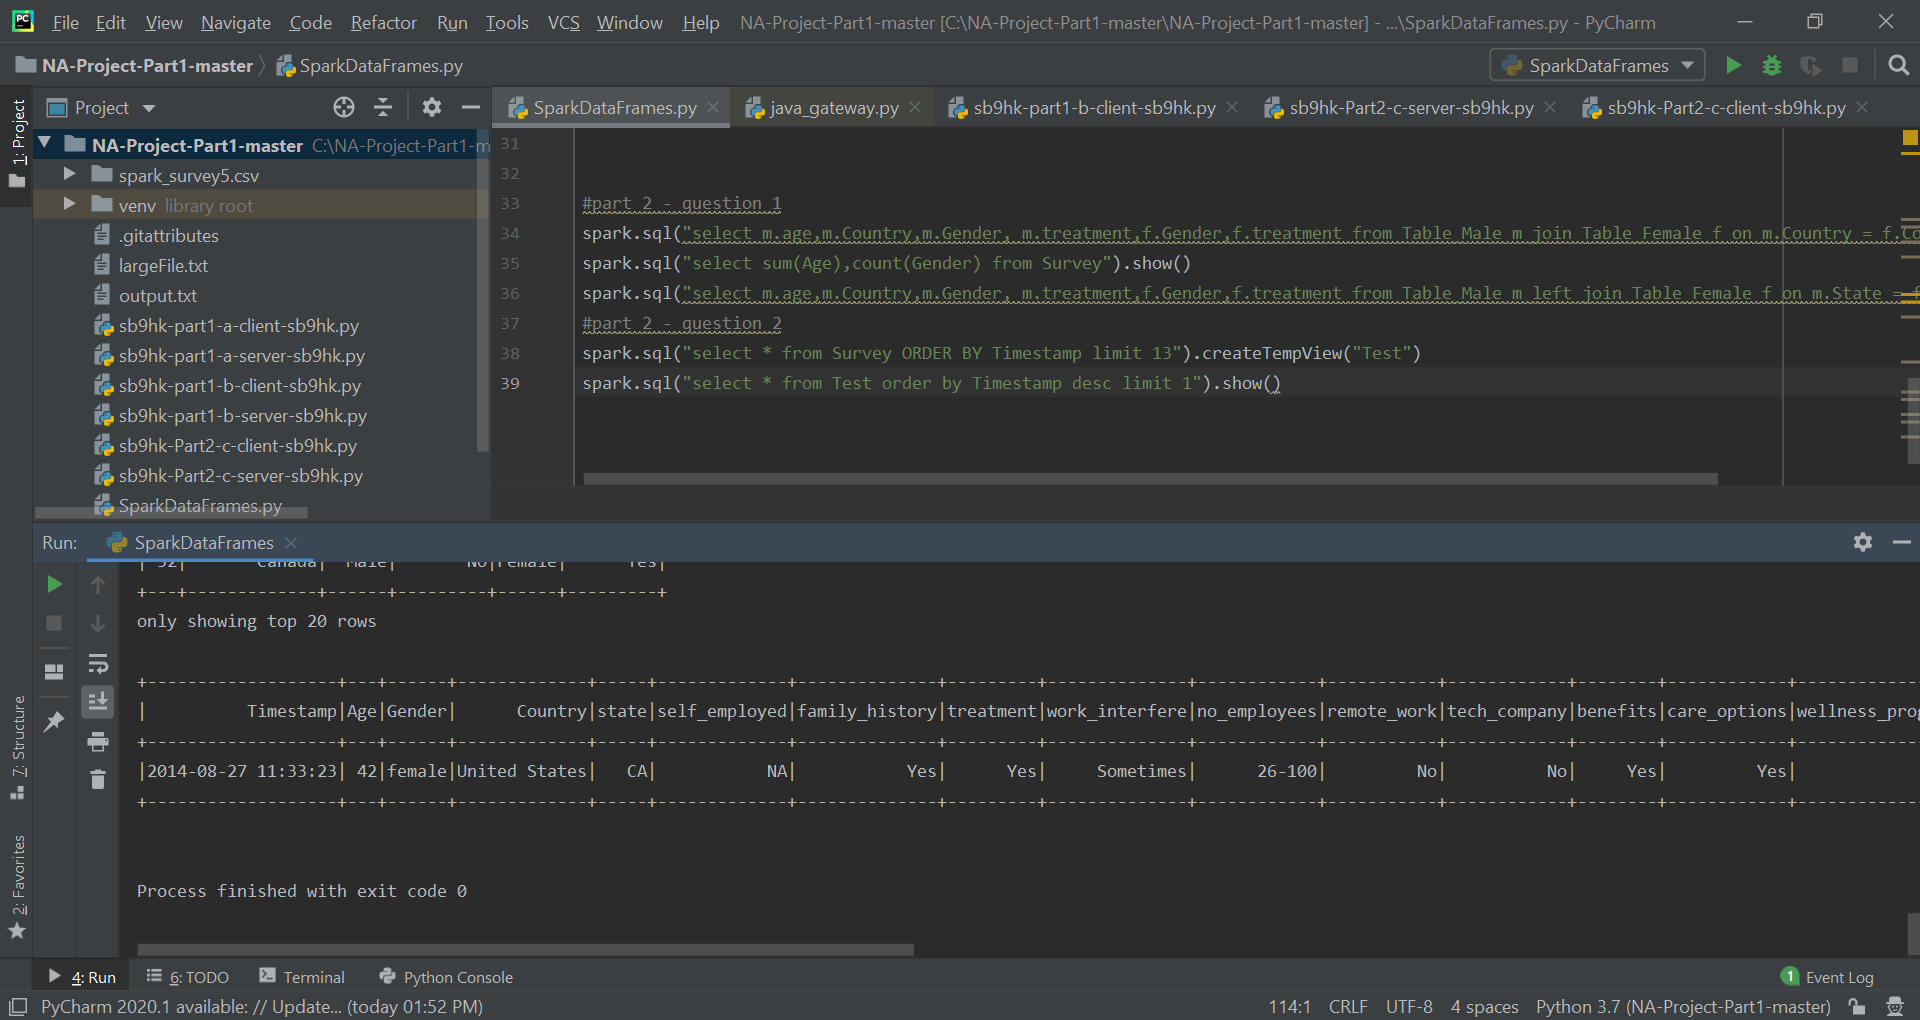 File Edit View Navigate Code Refactor Run Tools VCS Window Help NA-Project-Part1-master [C:\NA-Project-Part1-master\NA-Project-Part1-master] - ...\SparkDataFrames.py - PyCharm
NA-Project-Part1-master SparkDataFrames.py SparkDataFrames
1: Project
Project
SparkDataFrames.py java_gateway.py sb9hk-part1-b-client-sb9hk.py sb9hk-Part2-c-server-sb9hk.py sb9hk-Part2-c-client-sb9hk.py
NA-Project-Part1-master C:\NA-Project-Part1-m
spark_survey5.csv
venv library root
.gitattributes
largeFile.txt
output.txt
sb9hk-part1-a-client-sb9hk.py
sb9hk-part1-a-server-sb9hk.py
sb9hk-part1-b-client-sb9hk.py
sb9hk-part1-b-server-sb9hk.py
sb9hk-Part2-c-client-sb9hk.py
sb9hk-Part2-c-server-sb9hk.py
SparkDataFrames.py
31
32
33 #part 2 - question 1
34 spark.sql("select m.age,m.Country,m.Gender, m.treatment,f.Gender,f.treatment from Table_Male m join Table_Female f on m.Country = f.Co
35 spark.sql("select sum(Age),count(Gender) from Survey").show()
36 spark.sql("select m.age,m.Country,m.Gender, m.treatment,f.Gender,f.treatment from Table_Male m left join Table_Female f on m.State = f
37 #part 2 - question 2
38 spark.sql("select * from Survey ORDER BY Timestamp limit 13").createTempView("Test")
39 spark.sql("select * from Test order by Timestamp desc limit 1").show()
Run: SparkDataFrames
| 52| Canada| Male| No|Female| Yes|
+---+-------------+------+---------+------+---------+
only showing top 20 rows
+-------------------+---+------+-------------+-----+-------------+--------------+---------+--------------+------------+-----------+------------+--------+------------+------------
| Timestamp|Age|Gender| Country|state|self_employed|family_history|treatment|work_interfere|no_employees|remote_work|tech_company|benefits|care_options|wellness_prog
+-------------------+---+------+-------------+-----+-------------+--------------+---------+--------------+------------+-----------+------------+--------+------------+------------
|2014-08-27 11:33:23| 42|female|United States| CA| NA| Yes| Yes| Sometimes| 26-100| No| No| Yes| Yes|
+-------------------+---+------+-------------+-----+-------------+--------------+---------+--------------+------------+-----------+------------+--------+------------+------------
Process finished with exit code 0
7: Structure
2: Favorites
4: Run 6: TODO Terminal Python Console 1 Event Log
PyCharm 2020.1 available: // Update... (today 01:52 PM) 114:1 CRLF UTF-8 4 spaces Python 3.7 (NA-Project-Part1-master)